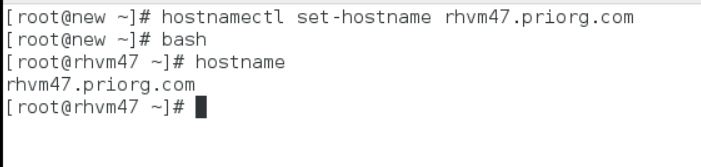 [root@new ~]# hostnamectl set-hostname rhvm47.priorg.com
[root@new ~]# bash
[root@rhvm47 ~]# hostname
rhvm47.priorg.com
[root@rhvm47 ~]#